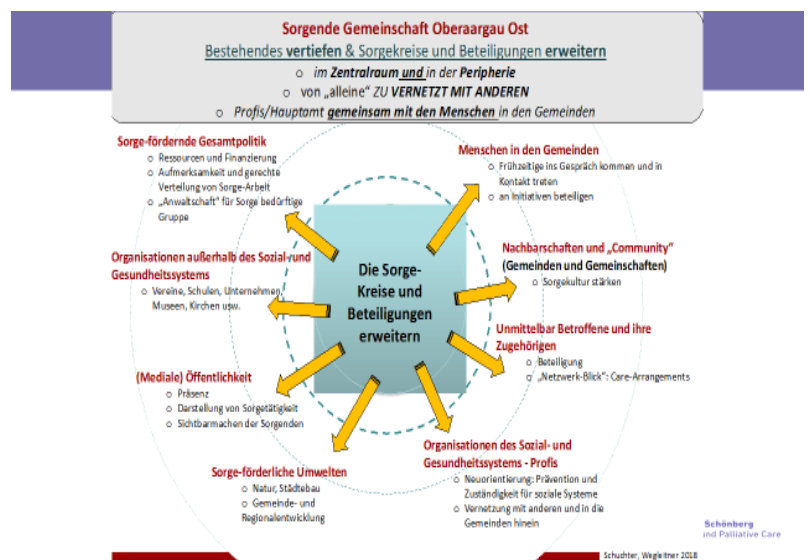 Sorgende Gemeinschaft Oberaargau Ost
Bestehendes vertiefen & Sorgekreise und Beteiligungen erweitern
o im Zentralraum und in der Peripherie
o von „alleine“ ZU VERNETZT MIT ANDEREN
o Profis/Hauptamt gemeinsam mit den Menschen in den Gemeinden
Sorge-fördernde Gesamtpolitik
o Ressourcen und Finanzierung
o Aufmerksamkeit und gerechte
Verteilung von Sorge-Arbeit
o „Anwaltschaft“ für Sorge bedürftige
Gruppe
Menschen in den Gemeinden
o Frühzeitige ins Gespräch kommen und in
Kontakt treten
o an Initiativen beteiligen
Organisationen außerhalb des Sozial-und
Gesundheitssystems
o Vereine, Schulen, Unternehmen,
Museen, Kirchen usw.
Die Sorge-
Kreise und
Beteiligungen
erweitern
Nachbarschaften und „Community“
(Gemeinden und Gemeinschaften)
o Sorgekultur stärken
Unmittelbar Betroffene und ihre
Zugehörigen
o Beteiligung
o „Netzwerk-Blick“: Care-Arrangements
(Mediale) Öffentlichkeit
o Präsenz
o Darstellung von Sorgetätigkeit
o Sichtbarmachen der Sorgenden
Sorge-förderliche Umwelten
o Natur, Städtebau
o Gemeinde- und
Regionalentwicklung
Organisationen des Sozial- und
Gesundheitssystems - Profis
o Neuorientierung: Prävention und
Zuständigkeit für soziale Systeme
o Vernetzung mit anderen und in die
Gemeinden hinein
Schönberg
und Palliative Care
Schuchter, Wegleitner 2018